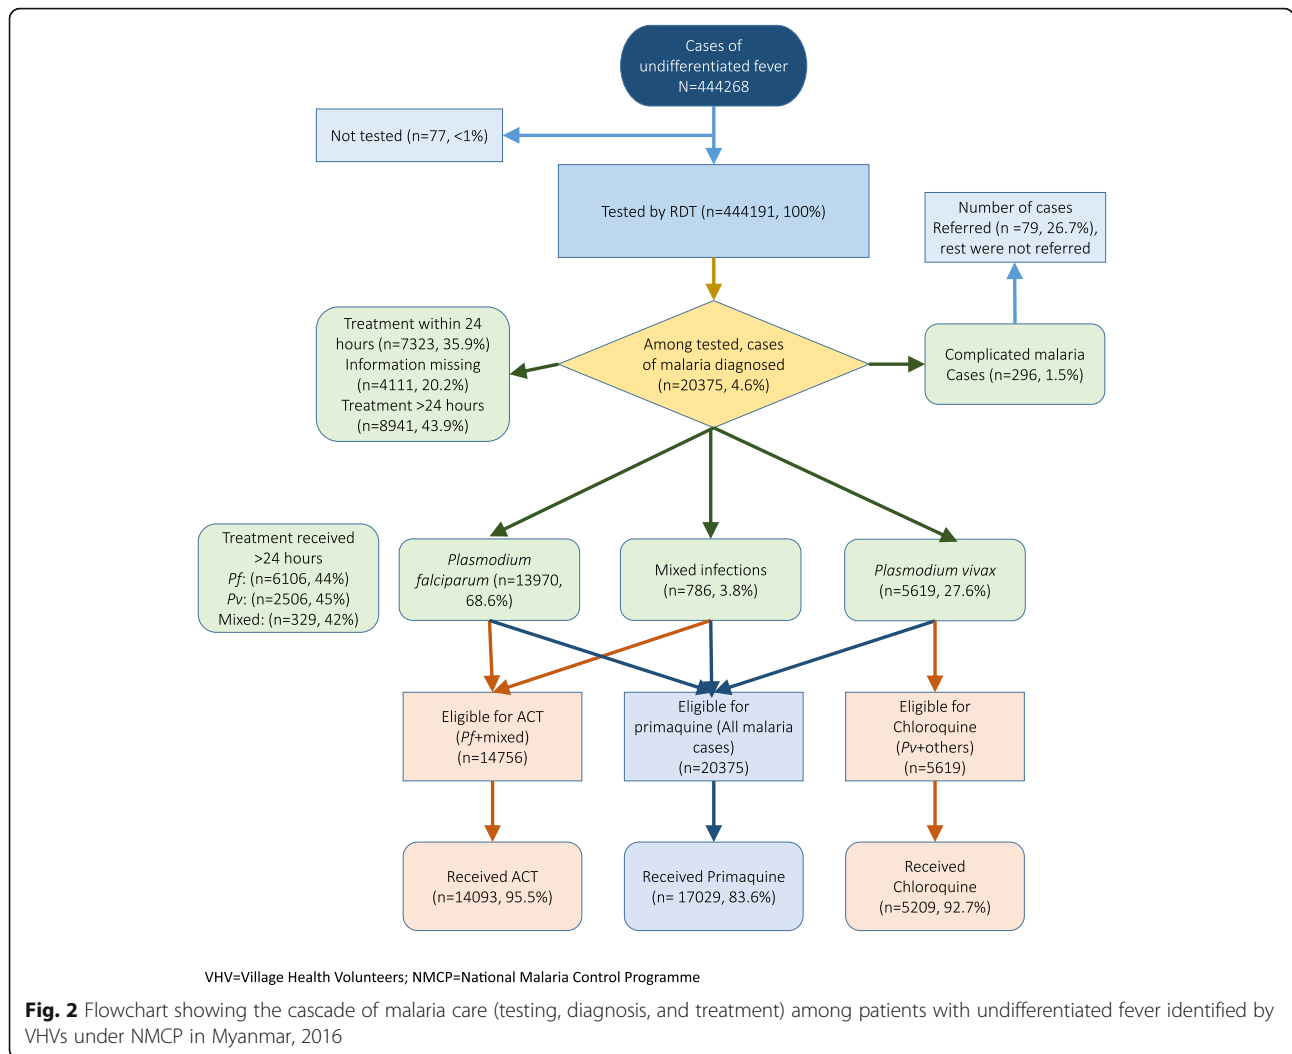 Cases of
undifferentiated fever
N=444268
Not tested (n=77, <1%)
Tested by RDT (n=444191, 100%)
Number of cases
Referred (n =79, 26.7%),
rest were not referred
Treatment within 24
hours (n=7323, 35.9%)
Information missing
(n=4111, 20.2%)
Treatment >24 hours
(n=8941, 43.9%)
Among tested, cases
of malaria diagnosed
(n=20375, 4.6%)
Complicated malaria
Cases (n=296, 1.5%)
Treatment received
>24 hours
Pf: (n=6106, 44%)
Pv: (n=2506, 45%)
Mixed: (n=329, 42%)
Plasmodium
falciparum (n=13970,
68.6%)
Mixed infections
(n=786, 3.8%)
Plasmodium vivax
(n=5619, 27.6%)
Eligible for ACT
(Pf+mixed)
(n=14756)
Eligible for
primaquine (All malaria
cases)
(n=20375)
Eligible for
Chloroquine
(Pv+others)
(n=5619)
Received ACT
(n=14093, 95.5%)
Received Primaquine
(n= 17029, 83.6%)
Received
Chloroquine
(n=5209, 92.7%)
VHV=Village Health Volunteers; NMCP=National Malaria Control Programme
Fig. 2 Flowchart showing the cascade of malaria care (testing, diagnosis, and treatment) among patients with undifferentiated fever identified by
VHVs under NMCP in Myanmar, 2016